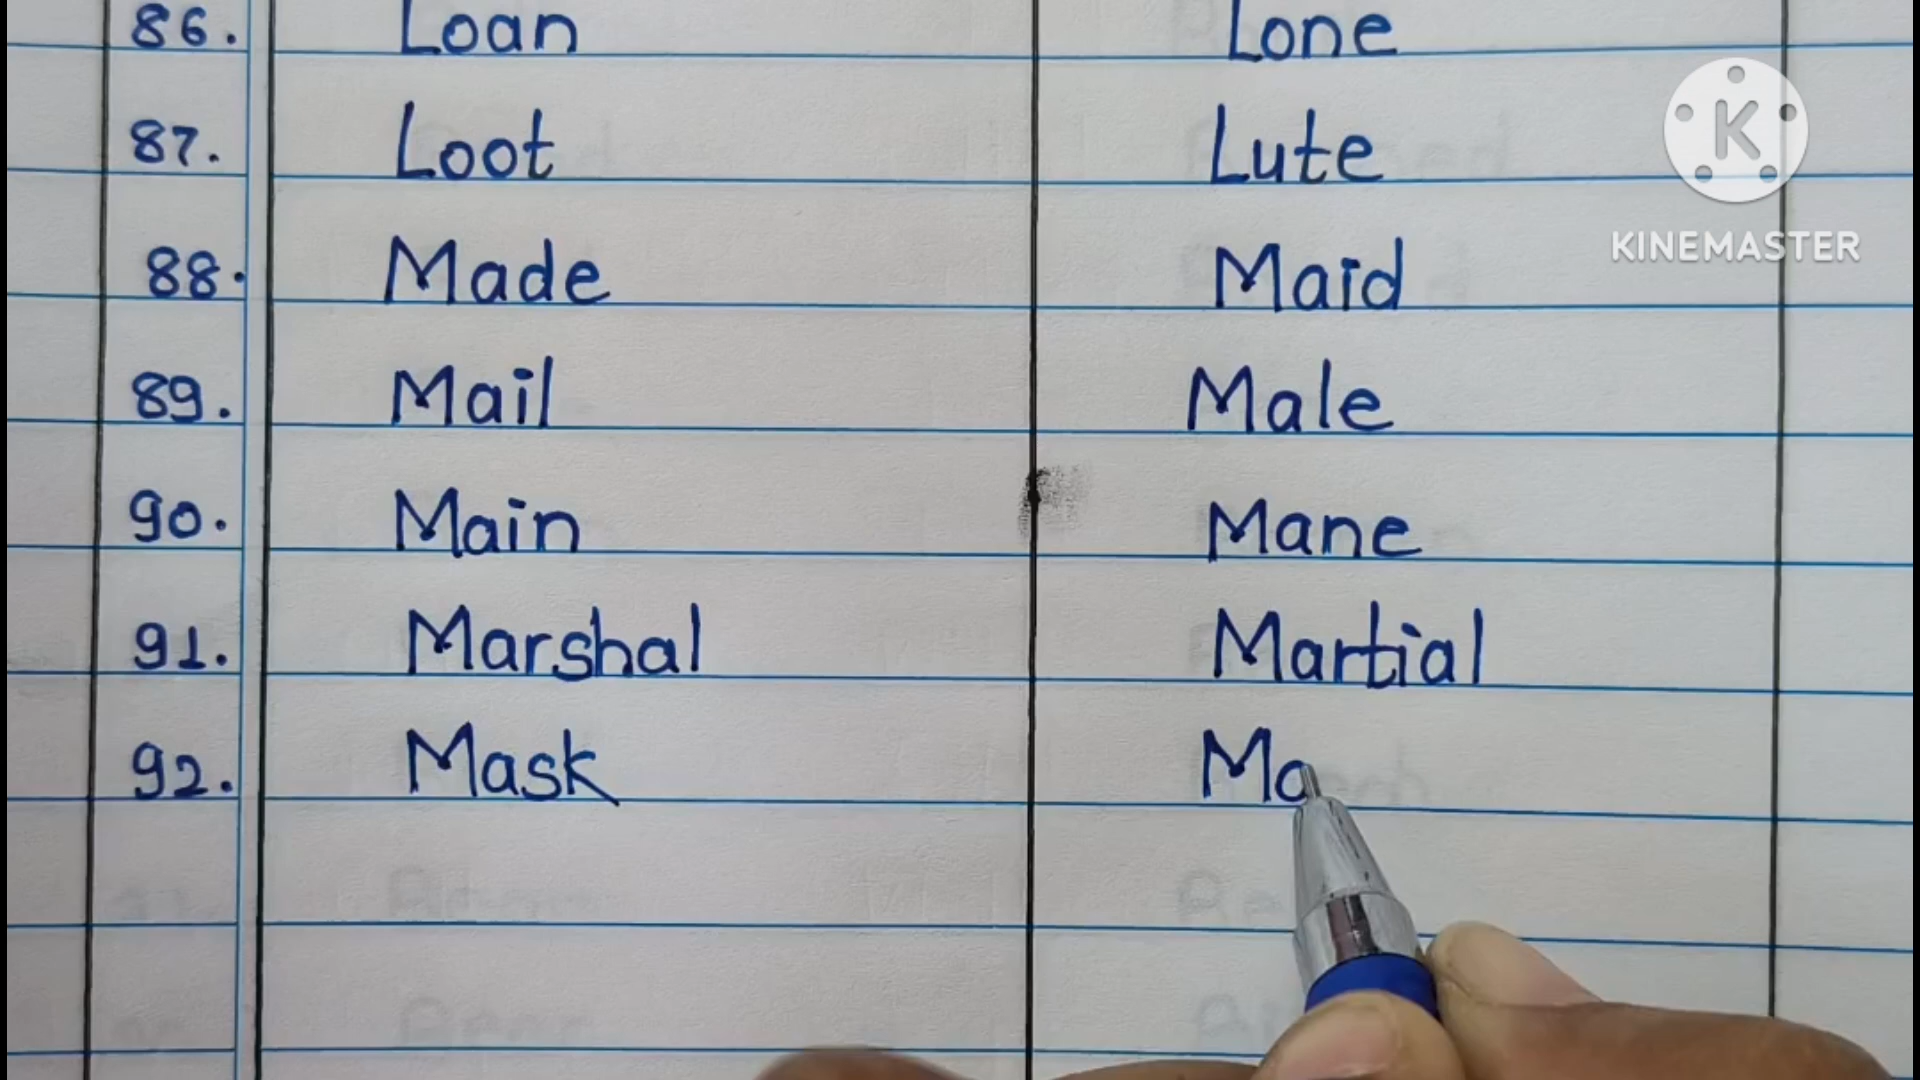 86. Loan Lone
87. Loot Lute
88. Made Maid
89. Mail Male
90. Main Mane
91. Marshal Martial
92. Mask Ma
K
KINEMASTER